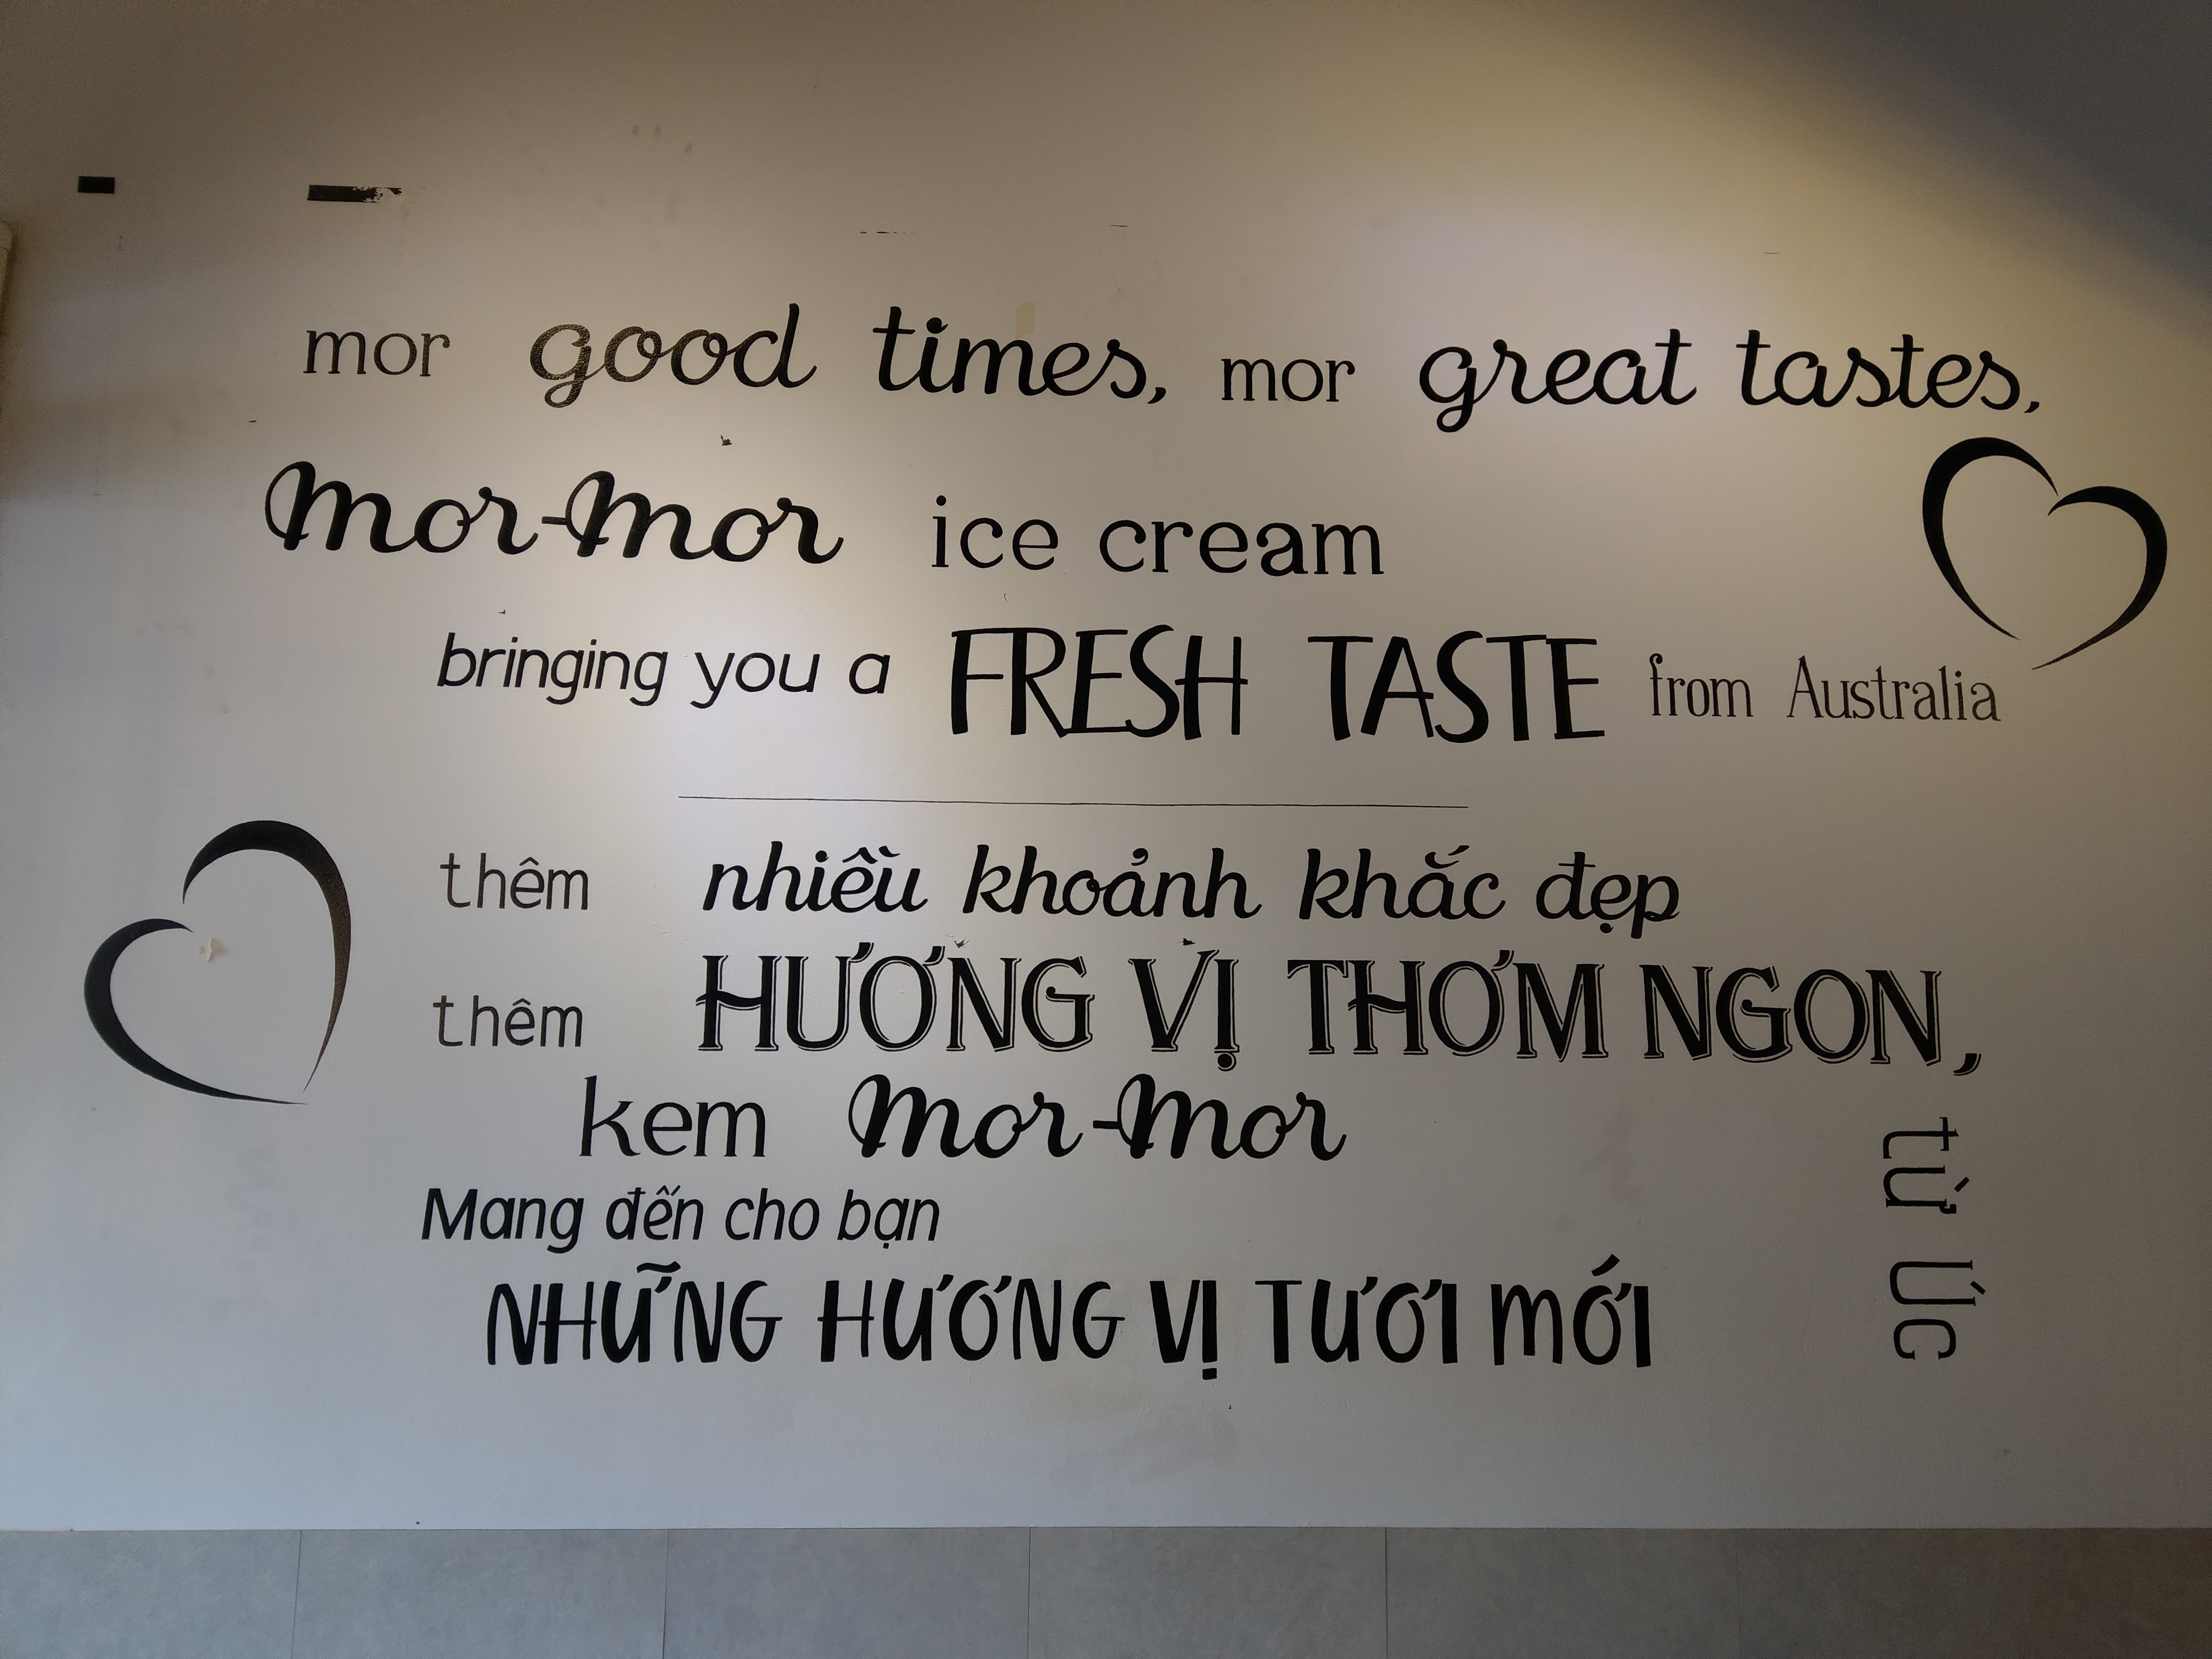 mor good times, mor great tastes,
mor-mor ice cream
bringing you a FRESH TASTE from Australia
thêm nhiều khoảnh khắc đẹp
thêm HƯƠNG VỊ THƠM NGON,
kem mor-mor
Mang đến cho bạn
NHỮNG HƯƠNG VỊ TƯƠI MỚI
từ Úc